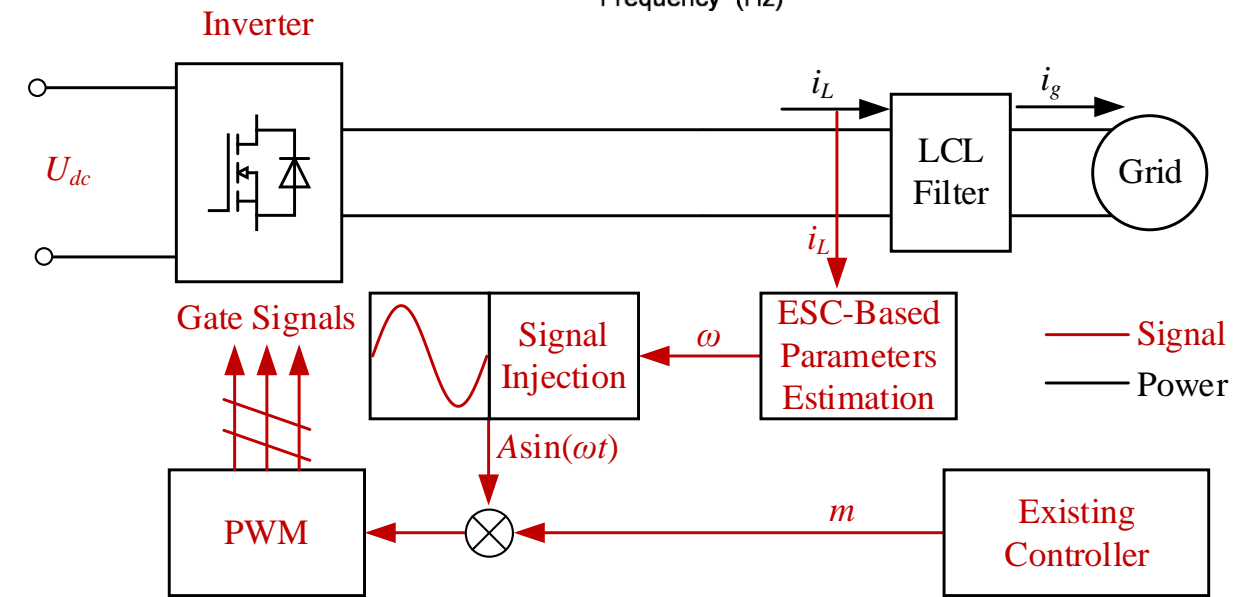 Frequency (Hz)
Inverter
i_L
i_g
LCL
Filter
Grid
U_dc
i_L
Gate Signals
Signal
Injection
ω
ESC-Based
Parameters
Estimation
Signal
Power
Asin(ωt)
PWM
m
Existing
Controller